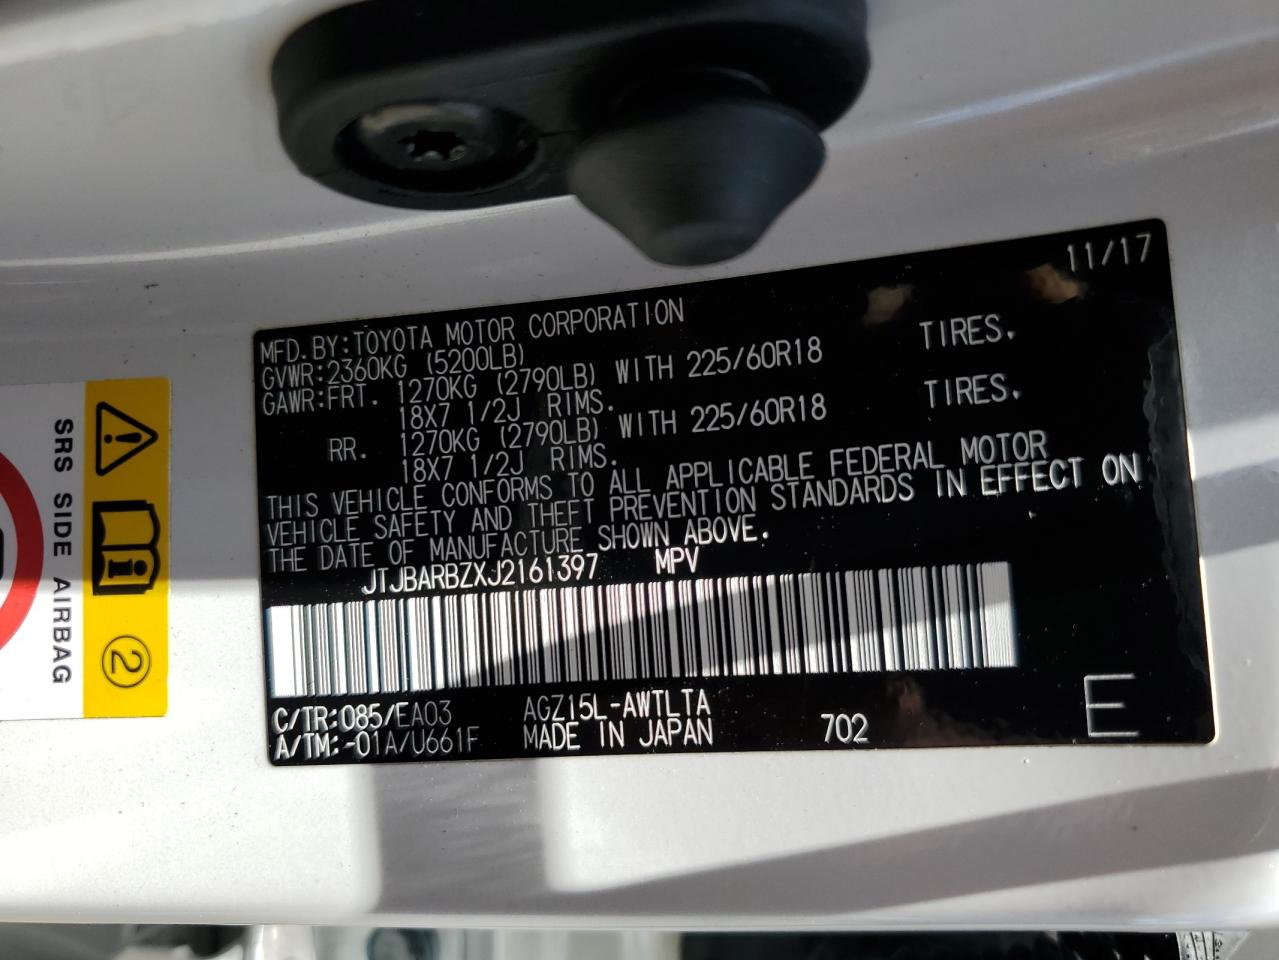 11/17
MFD.BY:TOYOTA MOTOR CORPORATION
GVWR:2360KG (5200LB)
GAWR:FRT. 1270KG (2790LB) WITH 225/60R18 TIRES.
18X7 1/2J RIMS.
RR. 1270KG (2790LB) WITH 225/60R18 TIRES.
18X7 1/2J RIMS.
THIS VEHICLE CONFORMS TO ALL APPLICABLE FEDERAL MOTOR
VEHICLE SAFETY AND THEFT PREVENTION STANDARDS IN EFFECT ON
THE DATE OF MANUFACTURE SHOWN ABOVE.
JTJBARBZXJ2161397 MPV
C/TR:085/EA03 AGZ15L-AWTLTA
A/TM:-01A/U661F MADE IN JAPAN 702 E
SRS SIDE AIRBAG
2